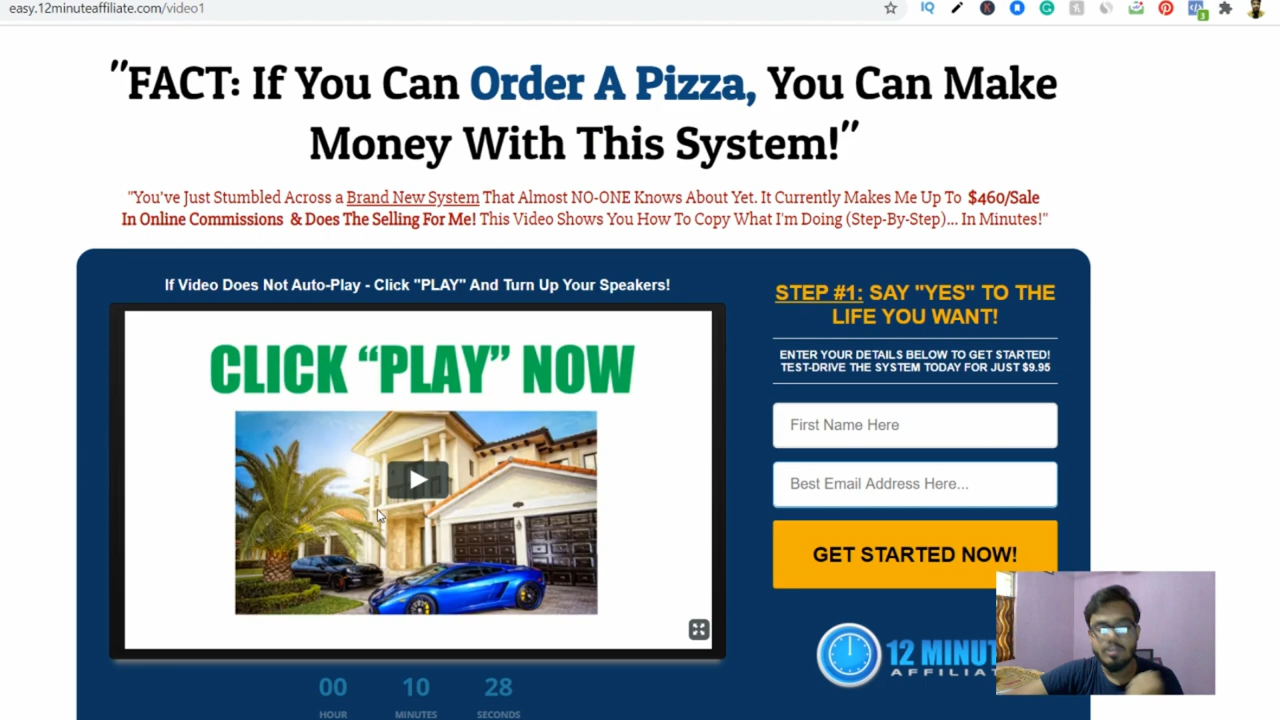 easy.12minuteaffiliate.com/video1
"FACT: If You Can Order A Pizza, You Can Make
Money With This System!"
"You've Just Stumbled Across a Brand New System That Almost NO-ONE Knows About Yet. It Currently Makes Me Up To $460/Sale
In Online Commissions & Does The Selling For Me! This Video Shows You How To Copy What I'm Doing (Step-By-Step)... In Minutes!"
If Video Does Not Auto-Play - Click "PLAY" And Turn Up Your Speakers!
CLICK “PLAY” NOW
00 10 28
HOUR MINUTES SECONDS
STEP #1: SAY "YES" TO THE
LIFE YOU WANT!
ENTER YOUR DETAILS BELOW TO GET STARTED!
TEST-DRIVE THE SYSTEM TODAY FOR JUST $9.95
First Name Here
Best Email Address Here...
GET STARTED NOW!
12 MINUT
AFFILIAT
IQ
K
3